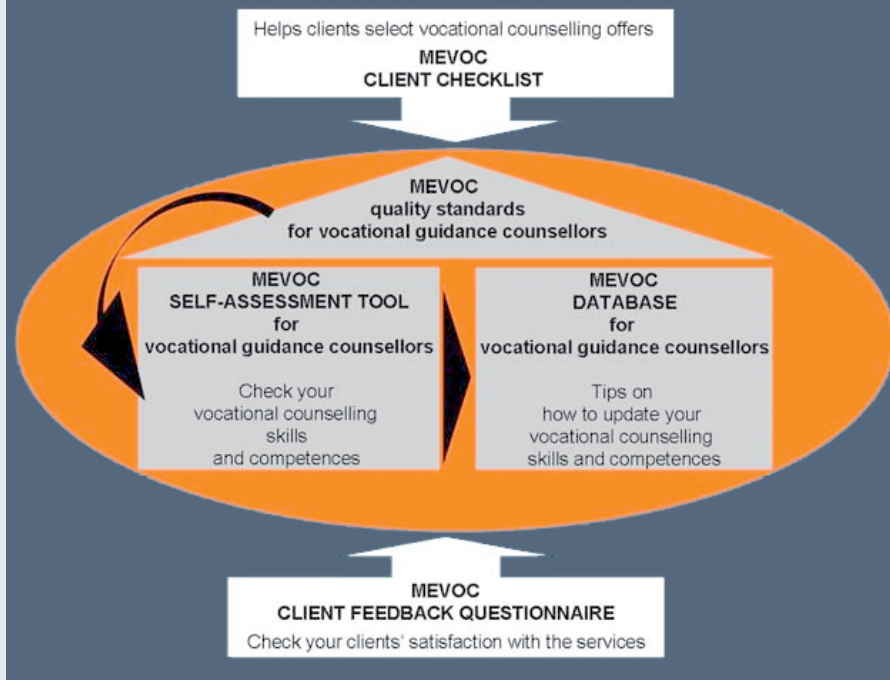 Helps clients select vocational counselling offers
MEVOC
CLIENT CHECKLIST
MEVOC
quality standards
for vocational guidance counsellors
MEVOC
SELF-ASSESSMENT TOOL
for
vocational guidance counsellors
Check your
vocational counselling
skills
and competences
MEVOC
DATABASE
for
vocational guidance counsellors
Tips on
how to update your
vocational counselling
skills and competences
MEVOC
CLIENT FEEDBACK QUESTIONNAIRE
Check your clients‘ satisfaction with the services